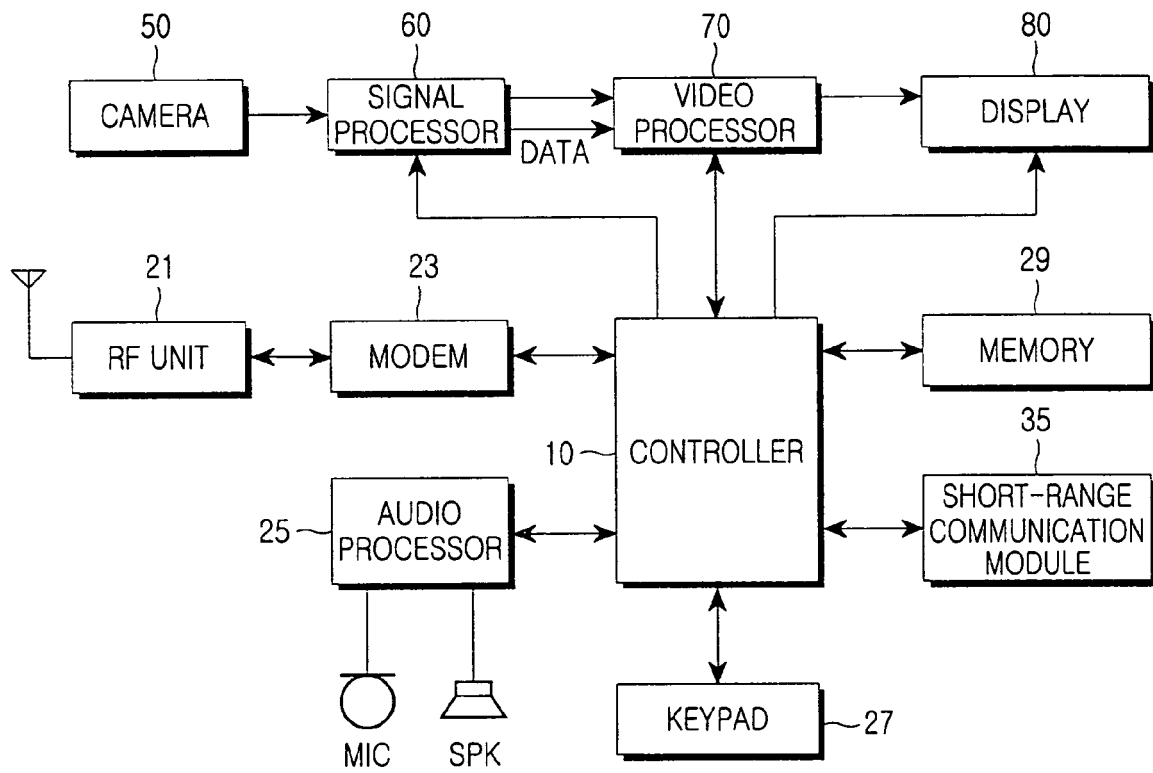 50
60
70
80
CAMERA
SIGNAL
PROCESSOR
VIDEO
PROCESSOR
DISPLAY
DATA
21
23
29
RF UNIT
MODEM
MEMORY
10
CONTROLLER
35
SHORT-RANGE
COMMUNICATION
MODULE
25
AUDIO
PROCESSOR
MIC
SPK
KEYPAD
27